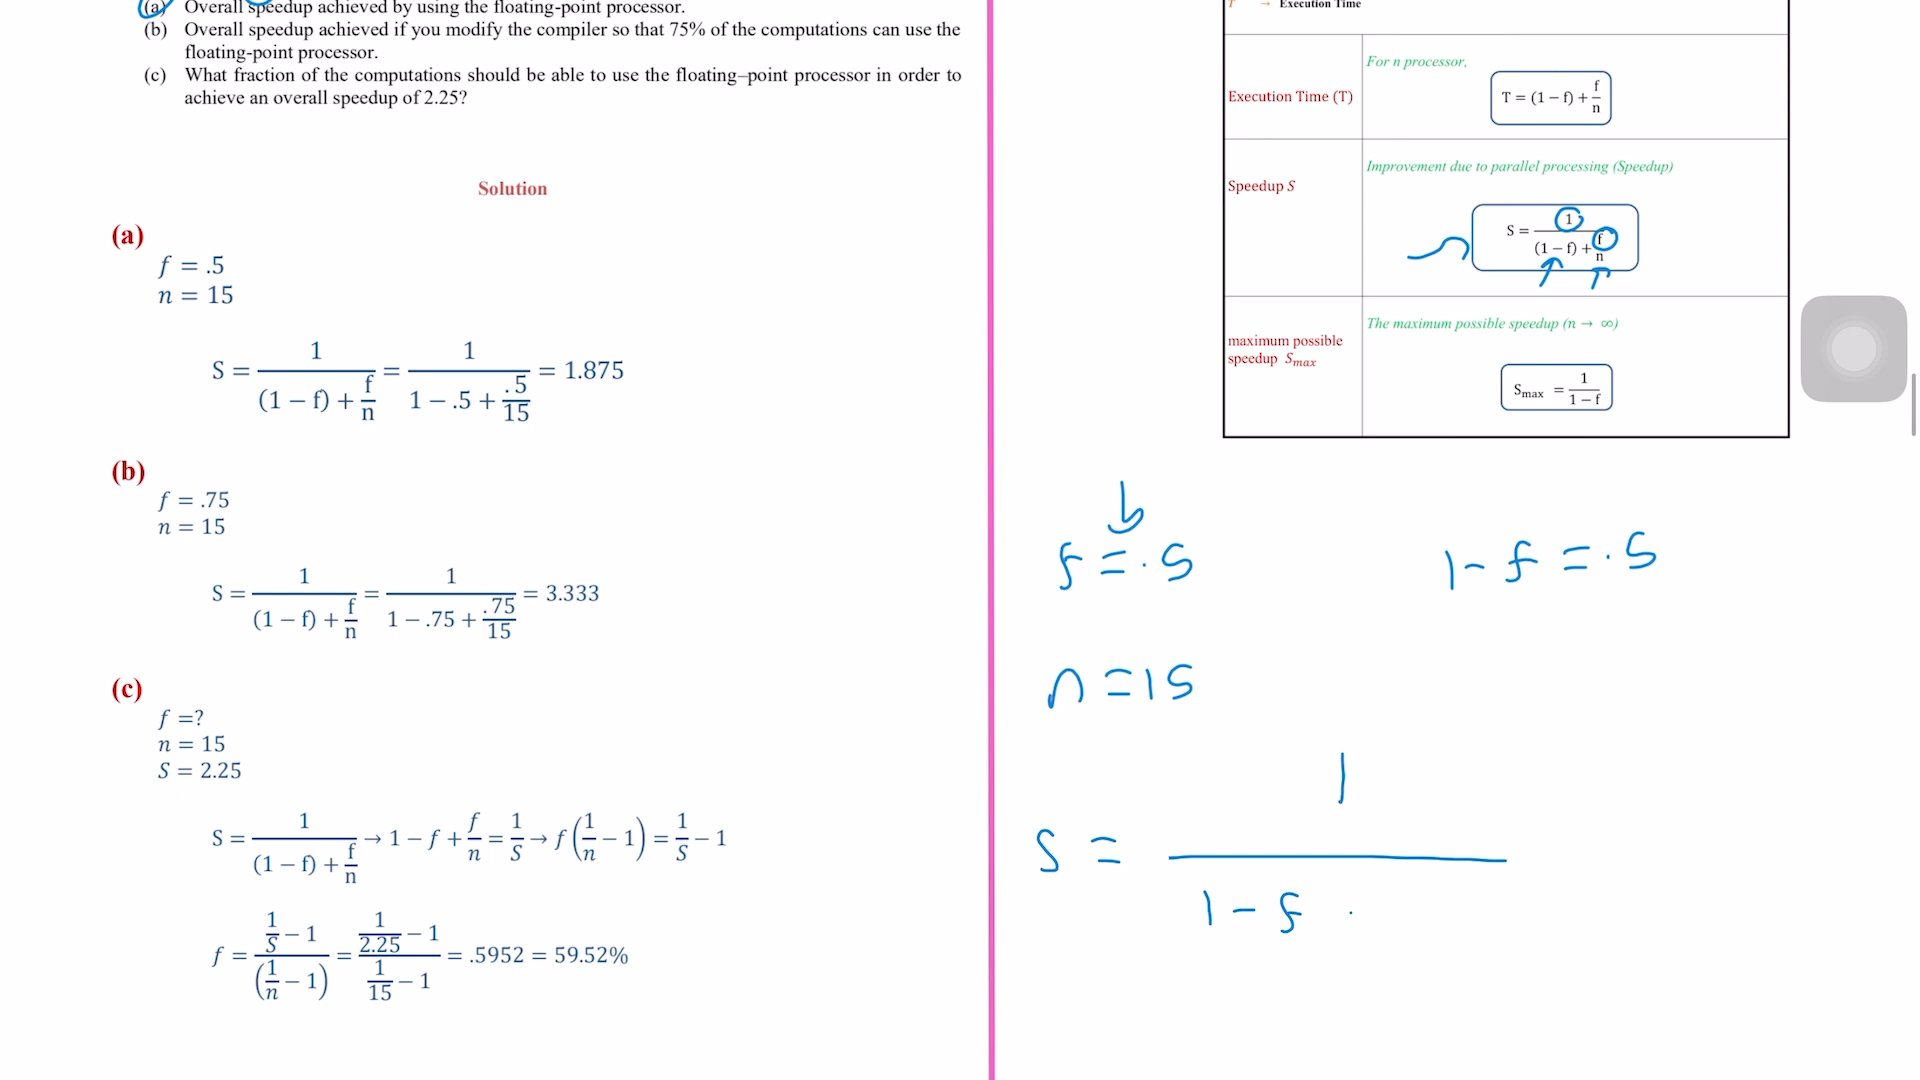 (a) Overall speedup achieved by using the floating-point processor.
(b) Overall speedup achieved if you modify the compiler so that 75% of the computations can use the
floating-point processor.
(c) What fraction of the computations should be able to use the floating–point processor in order to
achieve an overall speedup of 2.25?
Solution
(a)
f = .5
n = 15
S = 1 / ((1 − f) + f/n) = 1 / (1 − .5 + .5/15) = 1.875
(b)
f = .75
n = 15
S = 1 / ((1 − f) + f/n) = 1 / (1 − .75 + .75/15) = 3.333
(c)
f =?
n = 15
S = 2.25
S = 1 / ((1 − f) + f/n) → 1 − f + f/n = 1/S → f(1/n − 1) = 1/S − 1
f = (1/S − 1) / (1/n − 1) = (1/2.25 − 1) / (1/15 − 1) = .5952 = 59.52%
T → Execution Time
Execution Time (T)
For n processor,
T = (1 − f) + f/n
Speedup S
Improvement due to parallel processing (Speedup)
S = 1 / ((1 − f) + f/n)
maximum possible
speedup Smax
The maximum possible speedup (n → ∞)
Smax = 1 / (1 − f)
f = .5
1 - f = .5
n = 15
S = 1 / (1 - f .